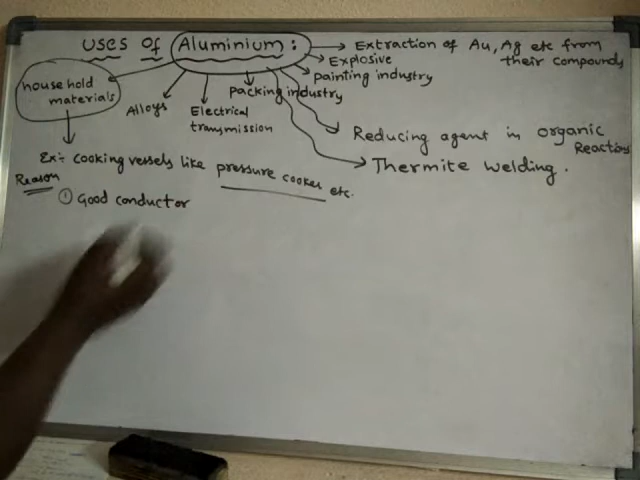 USES of Aluminium :
Extraction of Au, Ag etc from
their compounds
Explosive
Painting industry
Packing industry
house hold
materials
Alloys
Electrical
transmission
Reducing agent in organic
Reactions
Thermite welding.
Ex:- Cooking vessels like pressure cooker etc.
Reason
① Good conductor